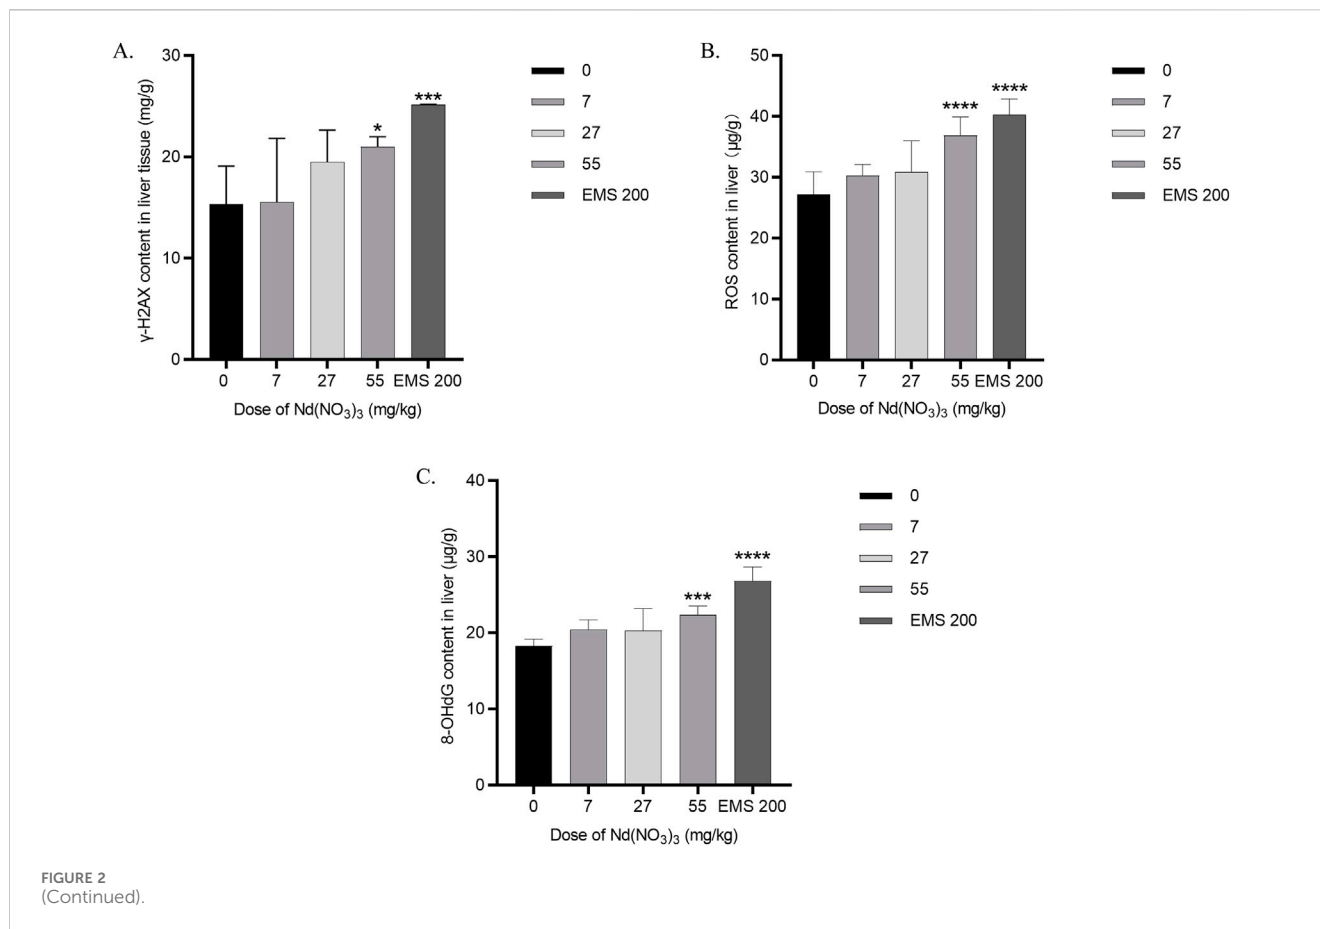 A.
γ-H2AX content in liver tissue (mg/g)
30
20
10
0
***
*
0 7 27 55 EMS 200
Dose of Nd(NO₃)₃ (mg/kg)
0
7
27
55
EMS 200
B.
ROS content in liver (μg/g)
50
40
30
20
10
0
****
****
0 7 27 55 EMS 200
Dose of Nd(NO₃)₃ (mg/kg)
0
7
27
55
EMS 200
C.
8-OHdG content in liver (μg/g)
40
30
20
10
0
****
***
0 7 27 55 EMS 200
Dose of Nd(NO₃)₃ (mg/kg)
0
7
27
55
EMS 200
FIGURE 2
(Continued).